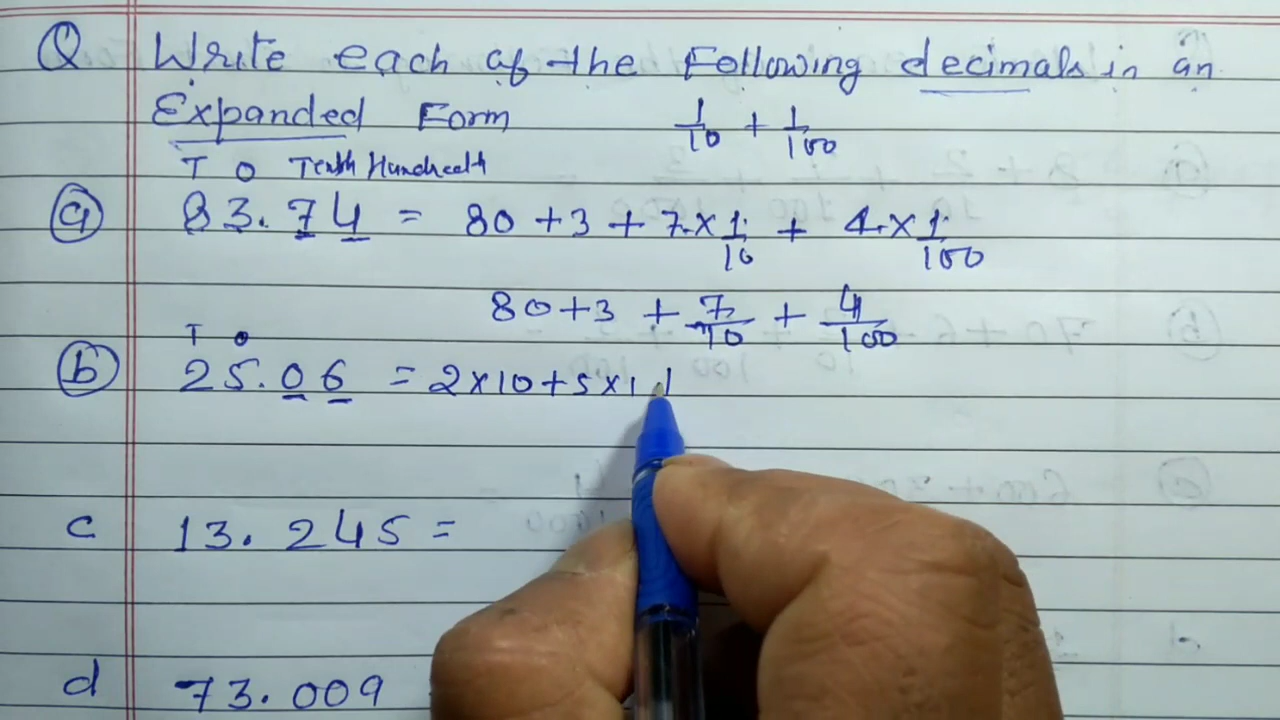 Q Write each of the Following decimals in an
Expanded Form 1/10 + 1/100
T O Tenth Hundredth
(a) 83.74 = 80 + 3 + 7 × 1/10 + 4 × 1/100
80 + 3 + 7/10 + 4/100
T O
(b) 25.06 = 2 × 10 + 5 × 1
c 13.245 =
d 73.009